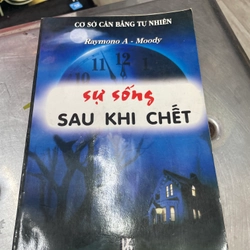 CƠ SỞ CÂN BẰNG TỰ NHIÊN
Raymono A - Moody
sự sống
SAU KHI CHẾT